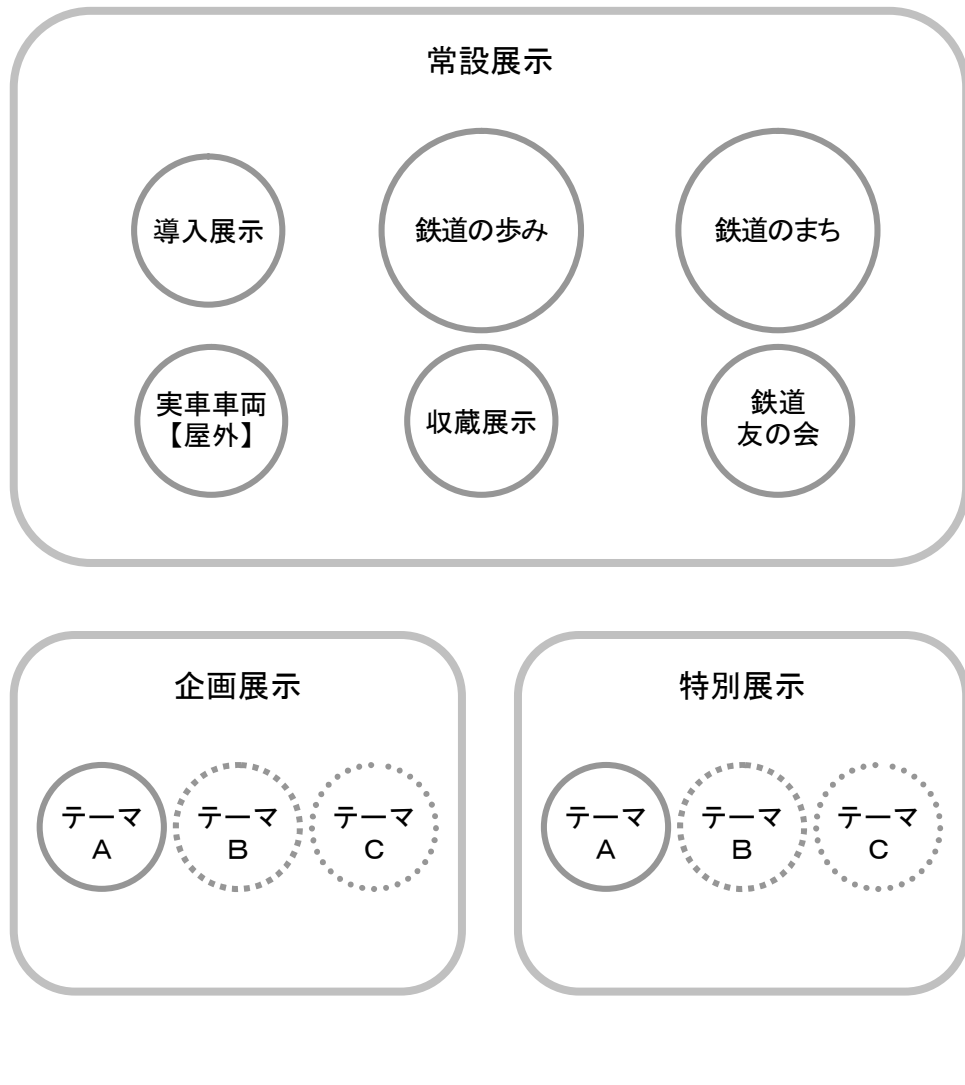 常設展示
導入展示
鉄道の歩み
鉄道のまち
実車車両
【屋外】
収蔵展示
鉄道
友の会
企画展示
テーマ
A
テーマ
B
テーマ
C
特別展示
テーマ
A
テーマ
B
テーマ
C